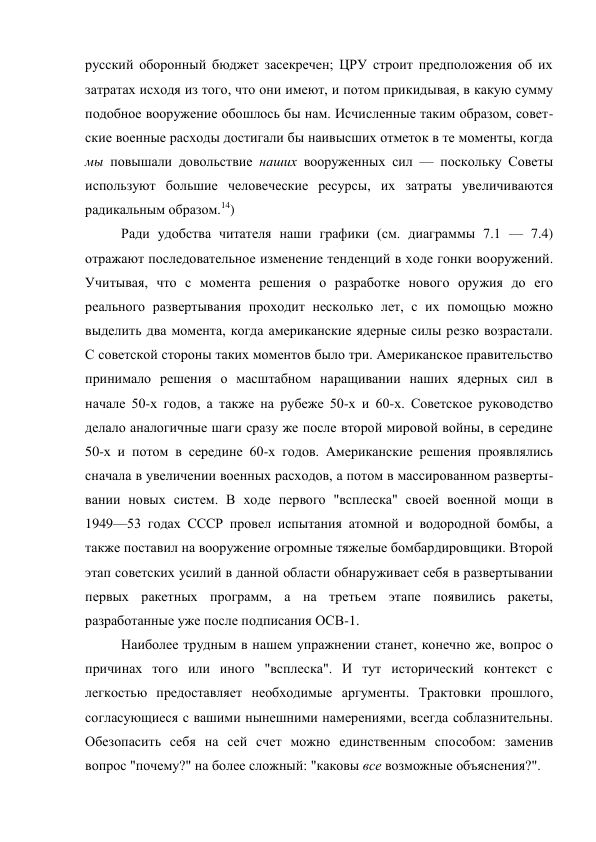 русский оборонный бюджет засекречен; ЦРУ строит предположения об их
затратах исходя из того, что они имеют, и потом прикидывая, в какую сумму
подобное вооружение обошлось бы нам. Исчисленные таким образом, совет-
ские военные расходы достигали бы наивысших отметок в те моменты, когда
мы повышали довольствие наших вооруженных сил — поскольку Советы
используют большие человеческие ресурсы, их затраты увеличиваются
радикальным образом.14)
Ради удобства читателя наши графики (см. диаграммы 7.1 — 7.4)
отражают последовательное изменение тенденций в ходе гонки вооружений.
Учитывая, что с момента решения о разработке нового оружия до его
реального развертывания проходит несколько лет, с их помощью можно
выделить два момента, когда американские ядерные силы резко возрастали.
С советской стороны таких моментов было три. Американское правительство
принимало решения о масштабном наращивании наших ядерных сил в
начале 50-х годов, а также на рубеже 50-х и 60-х. Советское руководство
делало аналогичные шаги сразу же после второй мировой войны, в середине
50-х и потом в середине 60-х годов. Американские решения проявлялись
сначала в увеличении военных расходов, а потом в массированном разверты-
вании новых систем. В ходе первого "всплеска" своей военной мощи в
1949—53 годах СССР провел испытания атомной и водородной бомбы, а
также поставил на вооружение огромные тяжелые бомбардировщики. Второй
этап советских усилий в данной области обнаруживает себя в развертывании
первых ракетных программ, а на третьем этапе появились ракеты,
разработанные уже после подписания ОСВ-1.
Наиболее трудным в нашем упражнении станет, конечно же, вопрос о
причинах того или иного "всплеска". И тут исторический контекст с
легкостью предоставляет необходимые аргументы. Трактовки прошлого,
согласующиеся с вашими нынешними намерениями, всегда соблазнительны.
Обезопасить себя на сей счет можно единственным способом: заменив
вопрос "почему?" на более сложный: "каковы все возможные объяснения?".